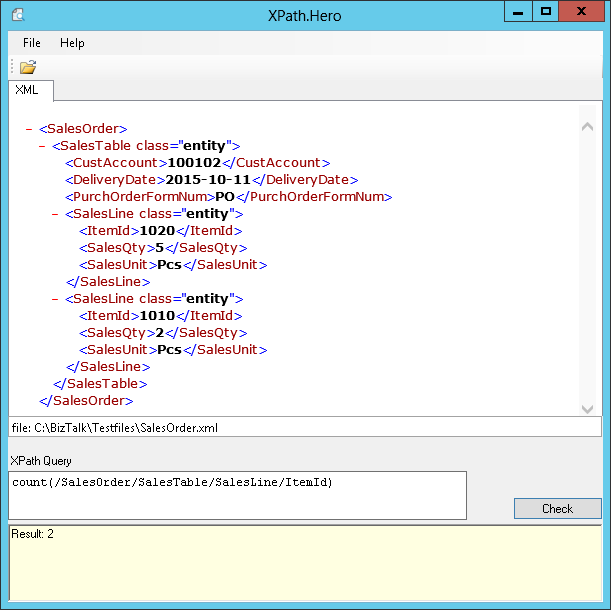 XPath.Hero
File Help
XML
- <SalesOrder>
- <SalesTable class="entity">
<CustAccount>100102</CustAccount>
<DeliveryDate>2015-10-11</DeliveryDate>
<PurchOrderFormNum>PO</PurchOrderFormNum>
- <SalesLine class="entity">
<ItemId>1020</ItemId>
<SalesQty>5</SalesQty>
<SalesUnit>Pcs</SalesUnit>
</SalesLine>
- <SalesLine class="entity">
<ItemId>1010</ItemId>
<SalesQty>2</SalesQty>
<SalesUnit>Pcs</SalesUnit>
</SalesLine>
</SalesTable>
</SalesOrder>
file: C:\BizTalk\Testfiles\SalesOrder.xml
XPath Query
count(/SalesOrder/SalesTable/SalesLine/ItemId)
Check
Result: 2